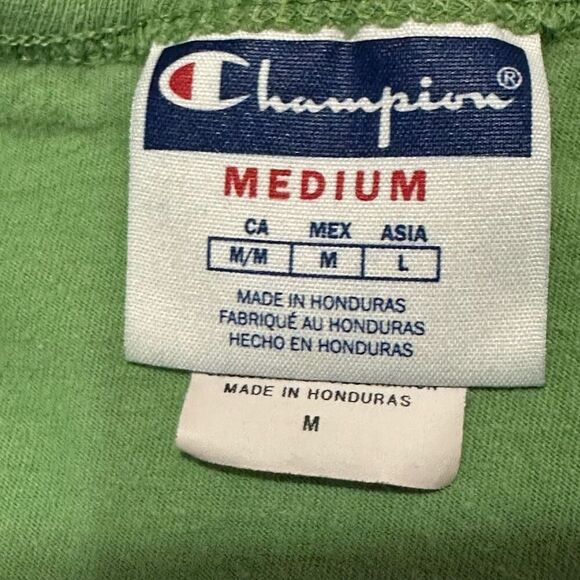 Champion®
MEDIUM
CA MEX ASIA
M/M M L
MADE IN HONDURAS
FABRIQUÉ AU HONDURAS
HECHO EN HONDURAS
MADE IN HONDURAS
M